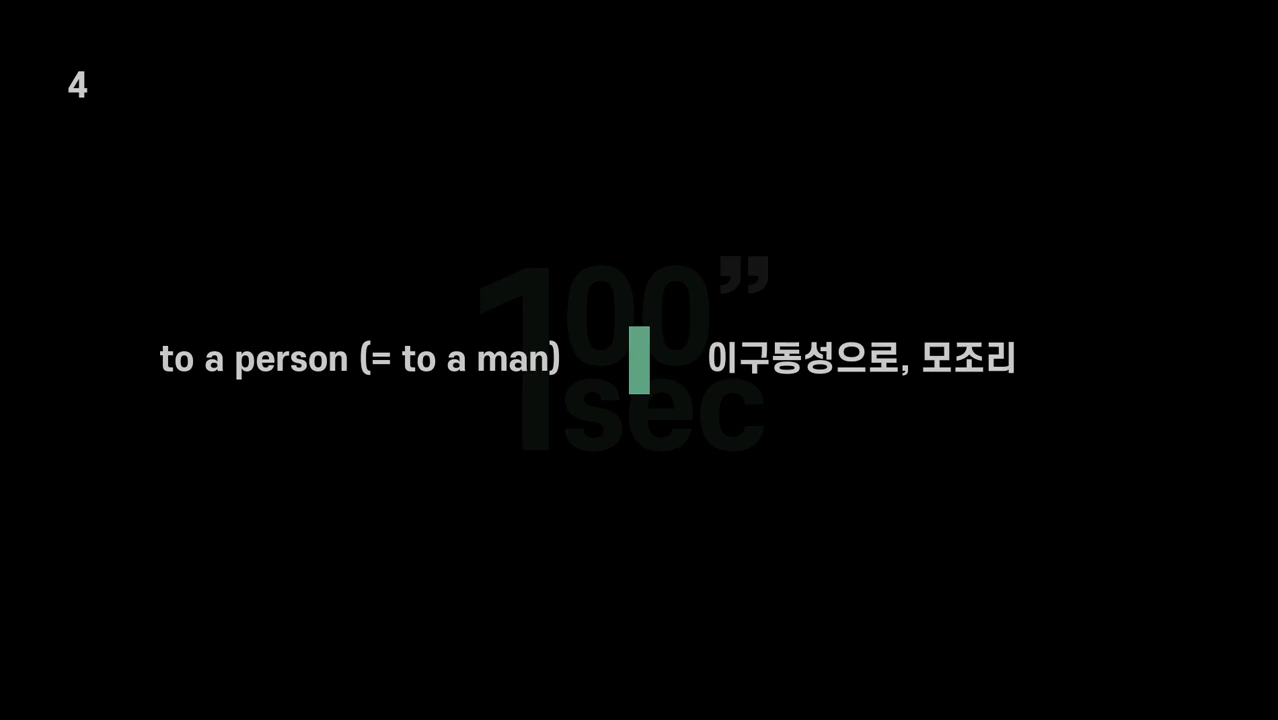 4
100”
1sec
to a person (= to a man)
이구동성으로, 모조리